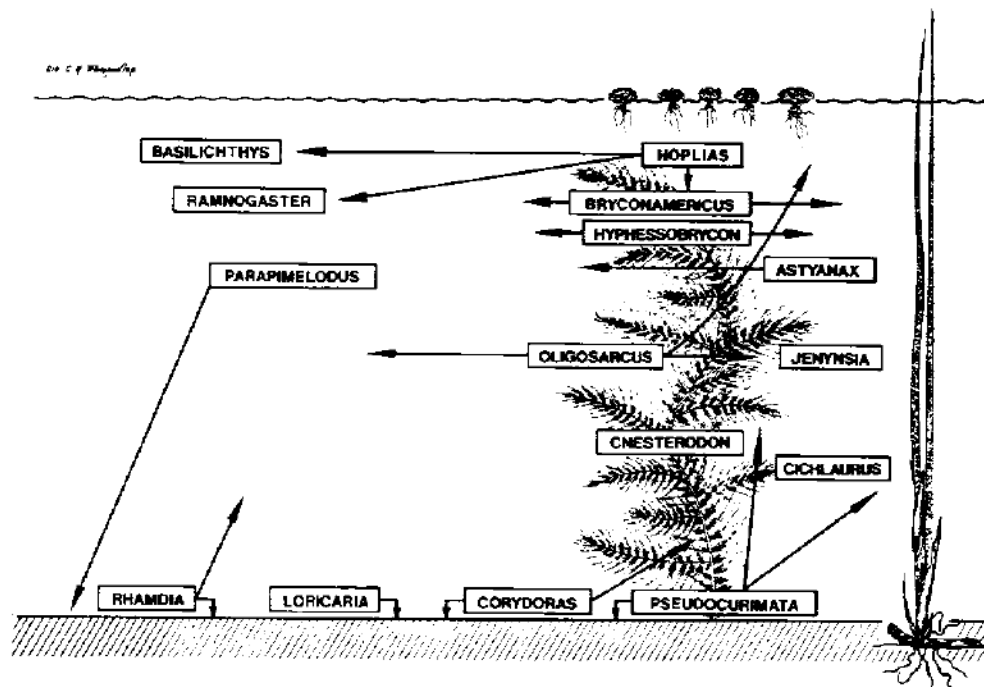 BASILICHTHYS
HOPLIAS
RAMNOGASTER
BRYCONAMERICUS
HYPHESSOBRYCON
PARAPIMELODUS
ASTYANAX
OLIGOSARCUS
JENYNSIA
CNESTERODON
CICHLAURUS
RHAMDIA
LORICARIA
CORYDORAS
PSEUDOCURIMATA